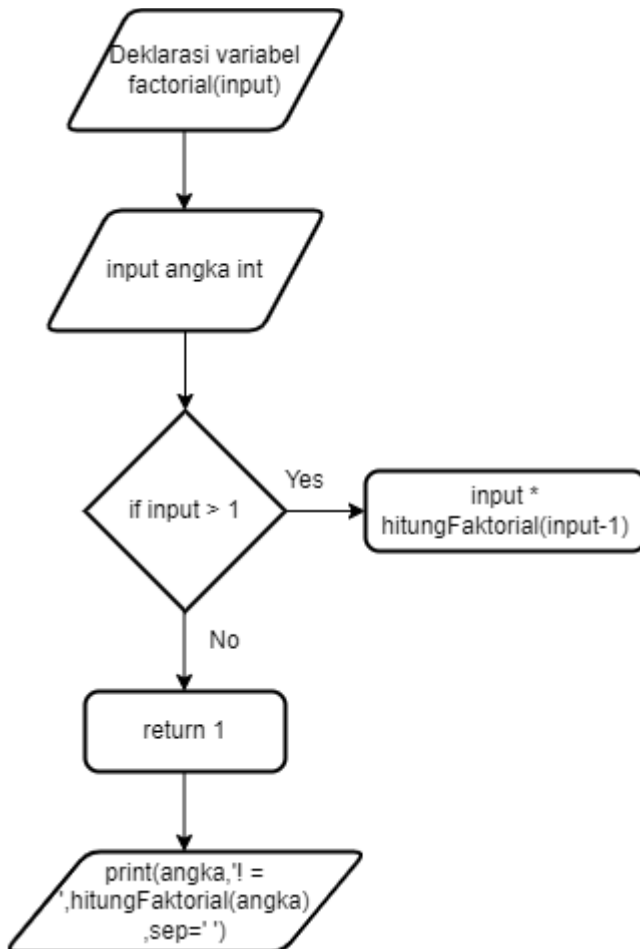 Deklarasi variabel
factorial(input)
input angka int
if input > 1
Yes
input *
hitungFaktorial(input-1)
No
return 1
print(angka,'! =
',hitungFaktorial(angka)
,sep=' ')